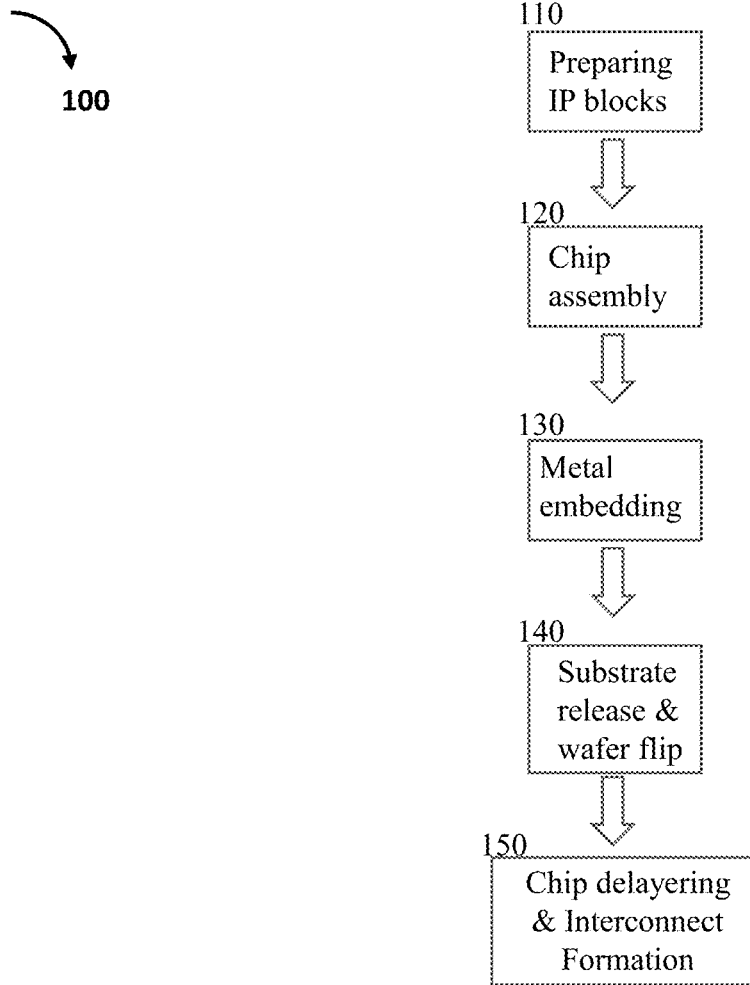 100
110
Preparing
IP blocks
120
Chip
assembly
130
Metal
embedding
140
Substrate
release &
wafer flip
150
Chip delayering
& Interconnect
Formation